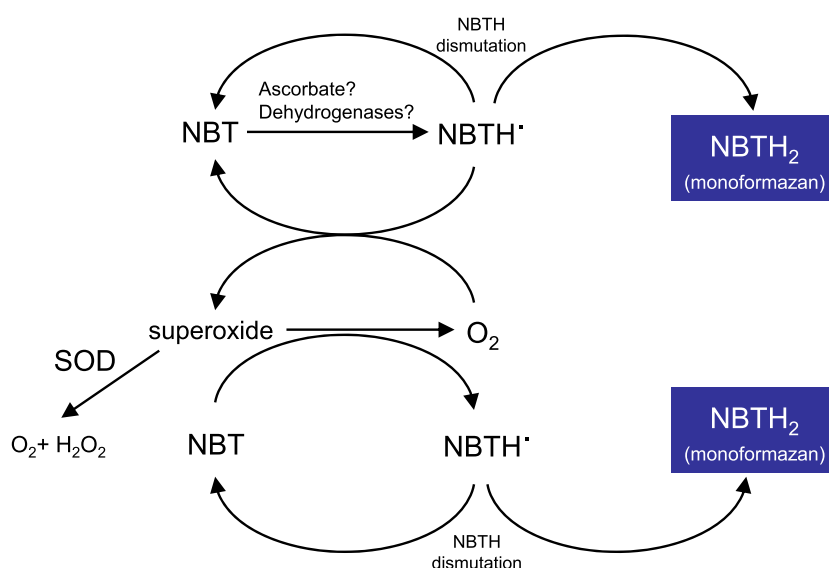 NBTH
dismutation
Ascorbate?
Dehydrogenases?
NBT
NBTH˙
NBTH₂
(monoformazan)
superoxide
O₂
SOD
O₂+ H₂O₂
NBT
NBTH˙
NBTH₂
(monoformazan)
NBTH
dismutation